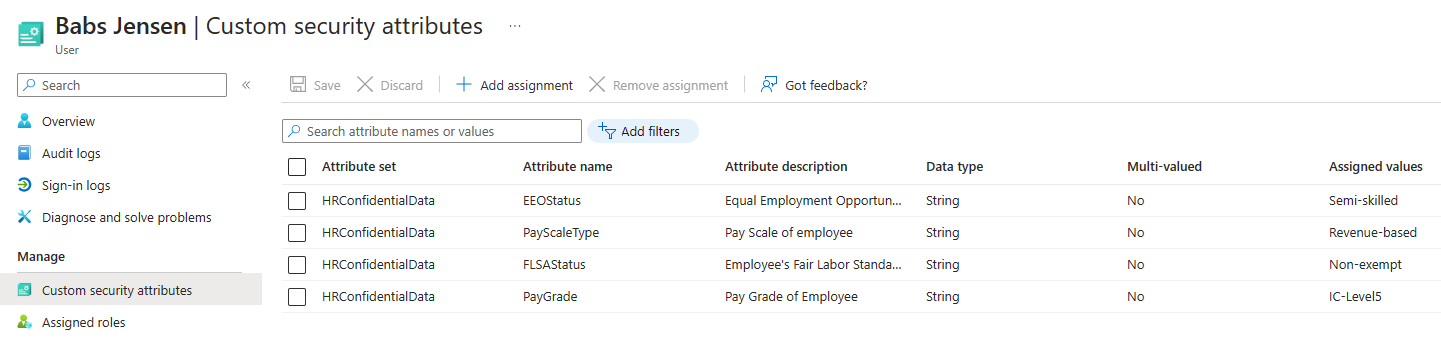 Babs Jensen | Custom security attributes ...
User
Search «
Save Discard Add assignment Remove assignment Got feedback?
Overview
Audit logs
Sign-in logs
Diagnose and solve problems
Manage
Custom security attributes
Assigned roles
Search attribute names or values Add filters
Attribute set Attribute name Attribute description Data type Multi-valued Assigned values
HRConfidentialData EEOStatus Equal Employment Opportun... String No Semi-skilled
HRConfidentialData PayScaleType Pay Scale of employee String No Revenue-based
HRConfidentialData FLSAStatus Employee's Fair Labor Standa... String No Non-exempt
HRConfidentialData PayGrade Pay Grade of Employee String No IC-Level5